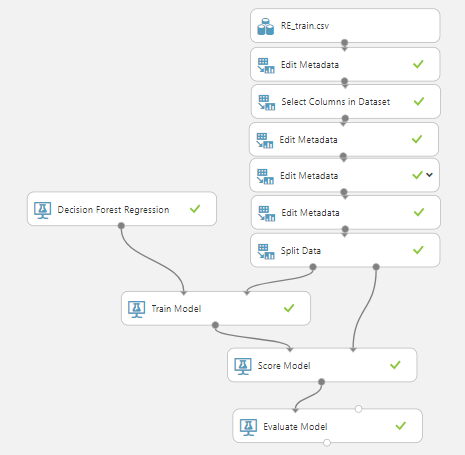 RE_train.csv
Edit Metadata
Select Columns in Dataset
Edit Metadata
Edit Metadata
Decision Forest Regression
Edit Metadata
Split Data
Train Model
Score Model
Evaluate Model